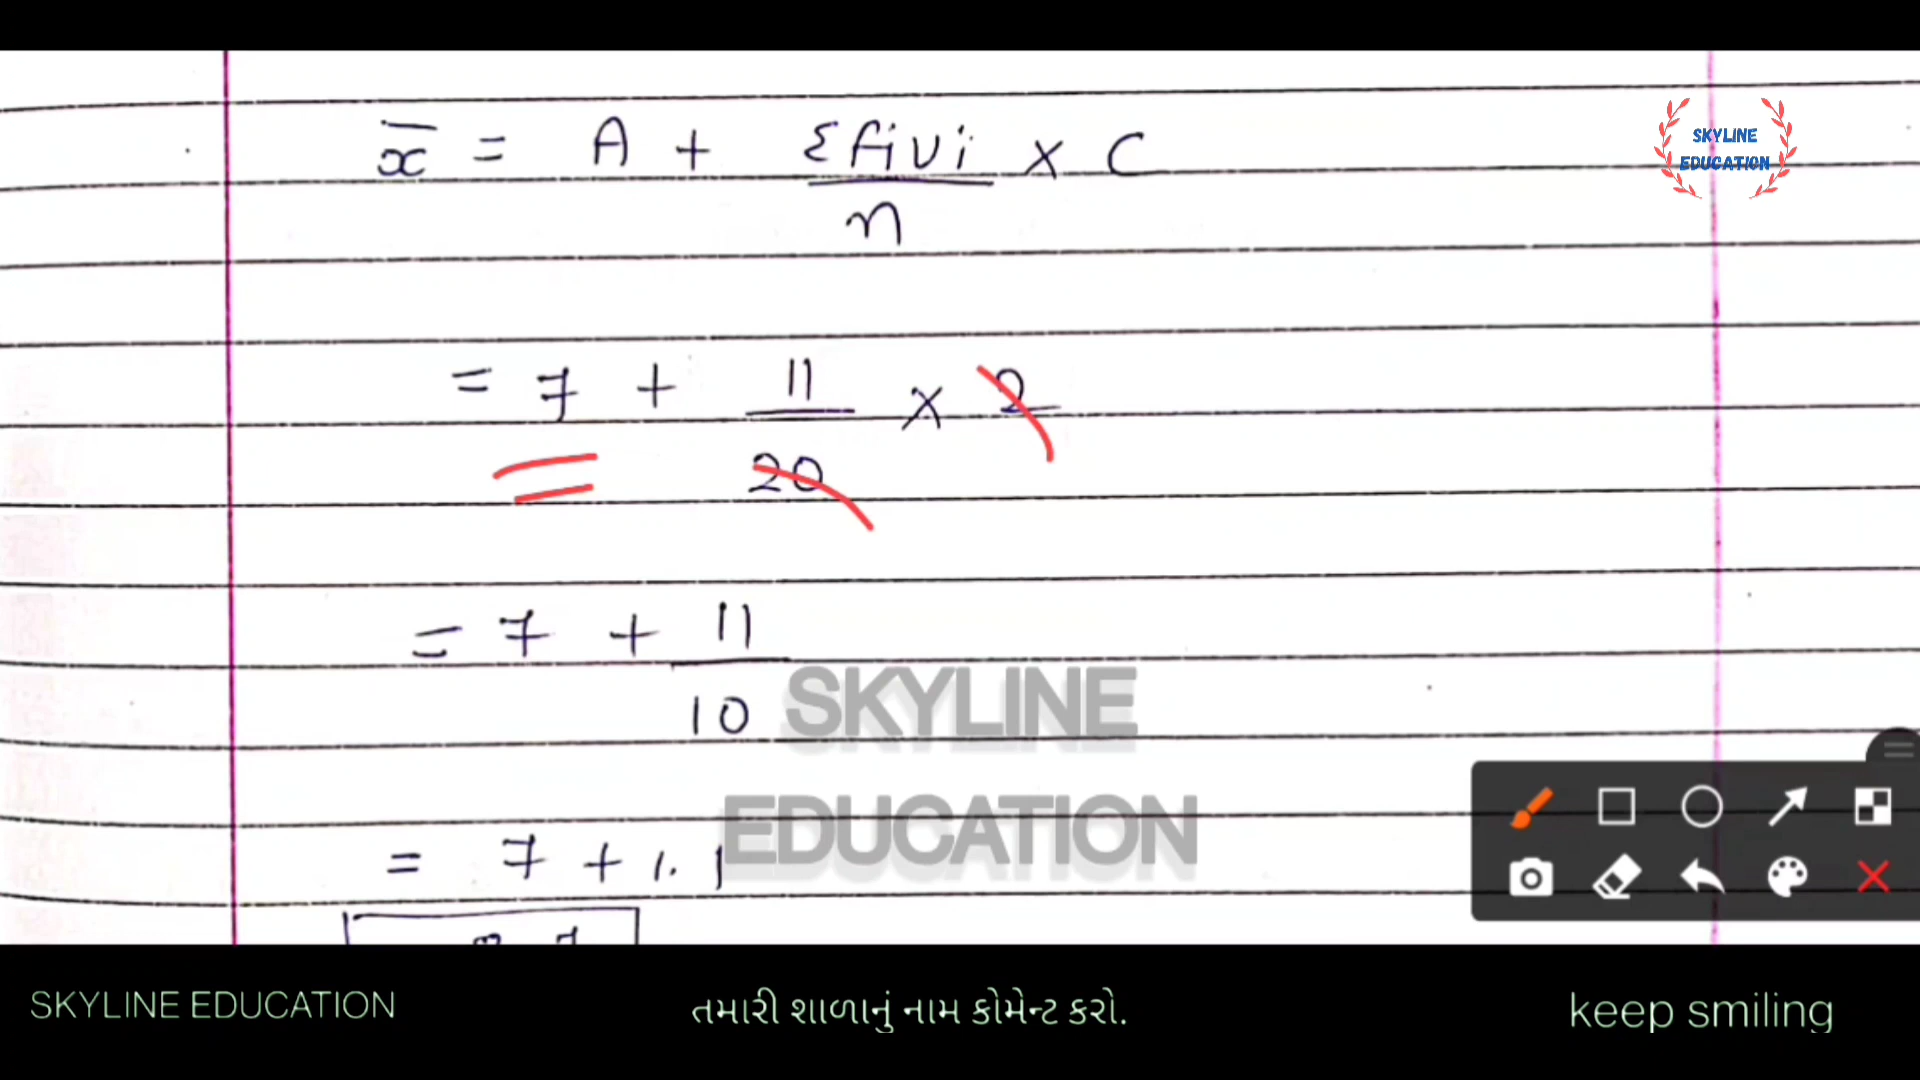 x̄ = A + Σfiui / n × C
SKYLINE
EDUCATION
= 7 + 11 / 20 × 2
=
= 7 + 11 / 10
SKYLINE
EDUCATION
= 7 + 1.1
SKYLINE EDUCATION
તમારી શાળાનું નામ કોમેન્ટ કરો.
keep smiling